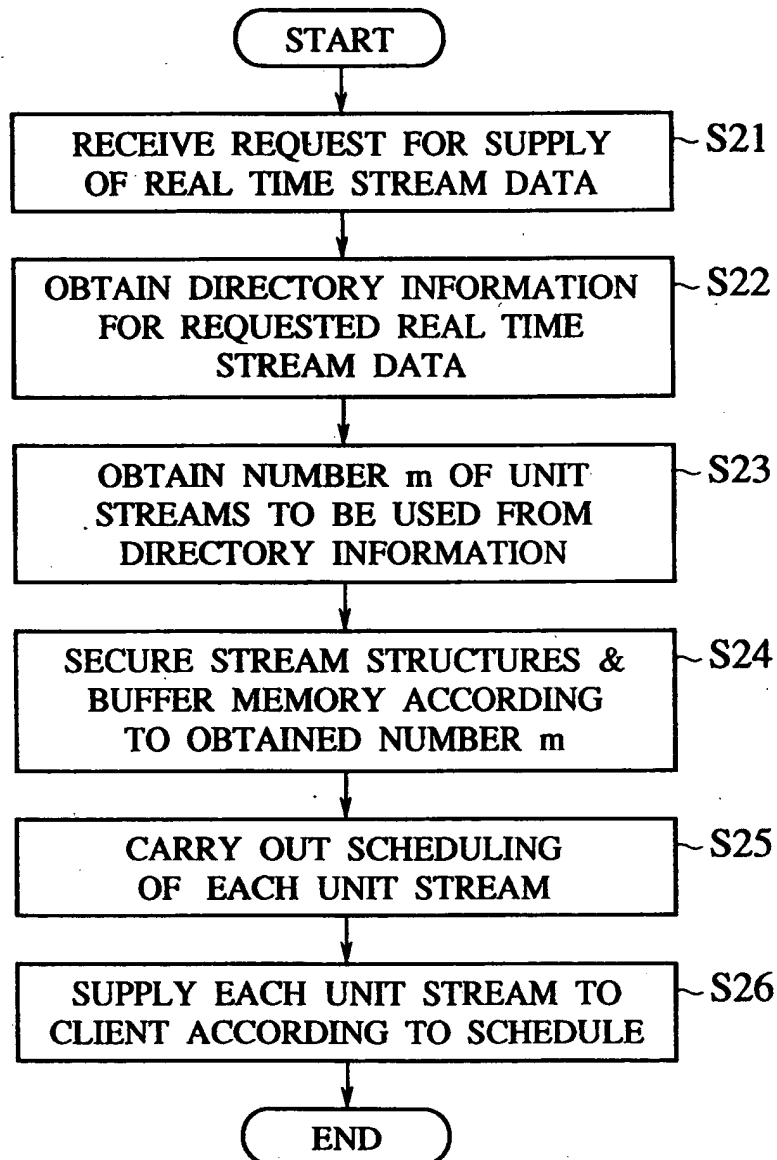 START
RECEIVE REQUEST FOR SUPPLY
OF REAL TIME STREAM DATA
~S21
OBTAIN DIRECTORY INFORMATION
FOR REQUESTED REAL TIME
STREAM DATA
~S22
OBTAIN NUMBER m OF UNIT
STREAMS TO BE USED FROM
DIRECTORY INFORMATION
~S23
SECURE STREAM STRUCTURES &
BUFFER MEMORY ACCORDING
TO OBTAINED NUMBER m
~S24
CARRY OUT SCHEDULING
OF EACH UNIT STREAM
~S25
SUPPLY EACH UNIT STREAM TO
CLIENT ACCORDING TO SCHEDULE
~S26
END